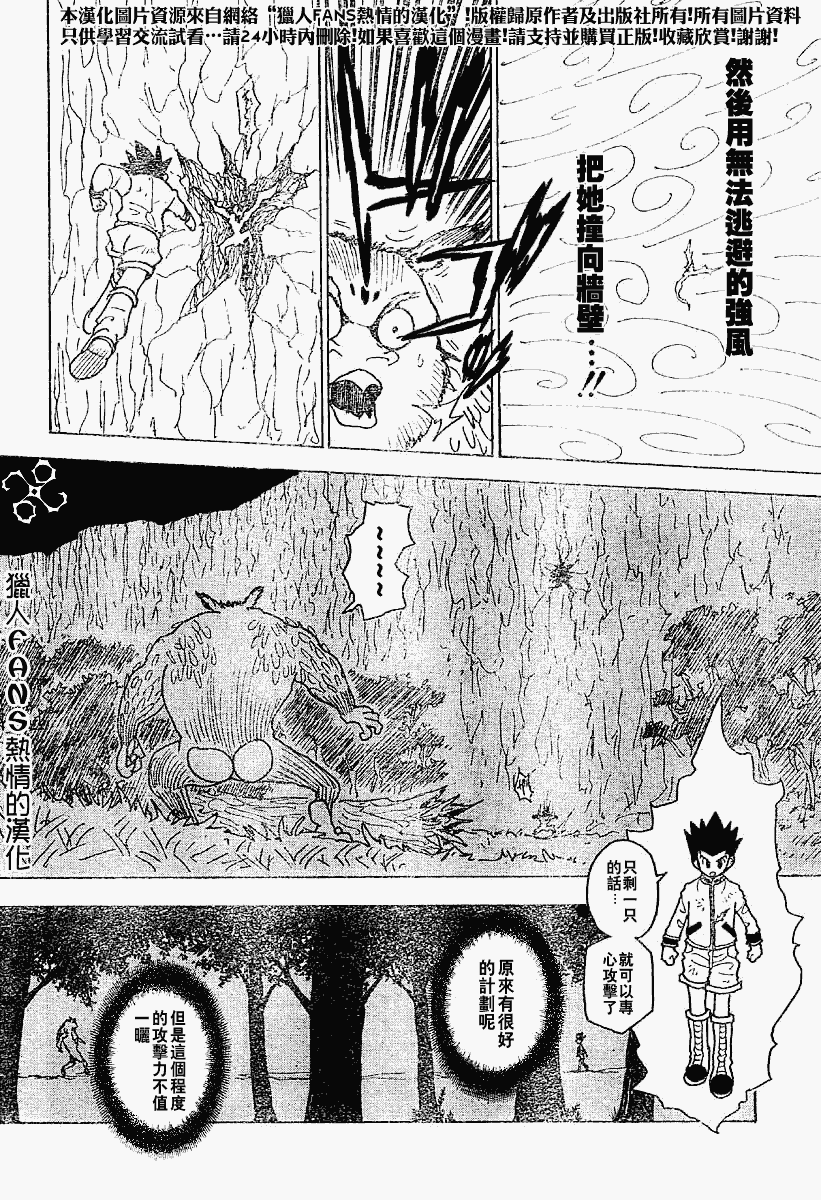 本漢化圖片資源來自網絡“獵人FANS熱情的漢化”!版權歸原作者及出版社所有!所有圖片資料
只供學習交流試看…請24小時內刪除!如果喜歡這個漫畫!請支持並購買正版!收藏欣賞!謝謝!
然後用無法逃避的強風
把她撞向牆壁…!!
~~~~
獵人FANS熱情的漢化
只剩一只
的話…
就可以專
心攻擊了
原來有很好
的計劃呢
但是這個程度
的攻擊力不值
一曬